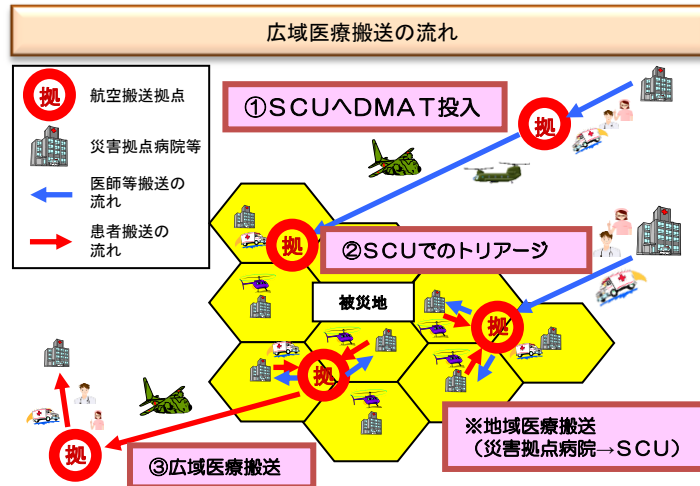 広域医療搬送の流れ
拠
航空搬送拠点
災害拠点病院等
医師等搬送の
流れ
患者搬送の
流れ
①ＳＣＵへＤＭＡＴ投入
拠
拠
②ＳＣＵでのトリアージ
被災地
拠
拠
拠
③広域医療搬送
※地域医療搬送
（災害拠点病院→ＳＣＵ）